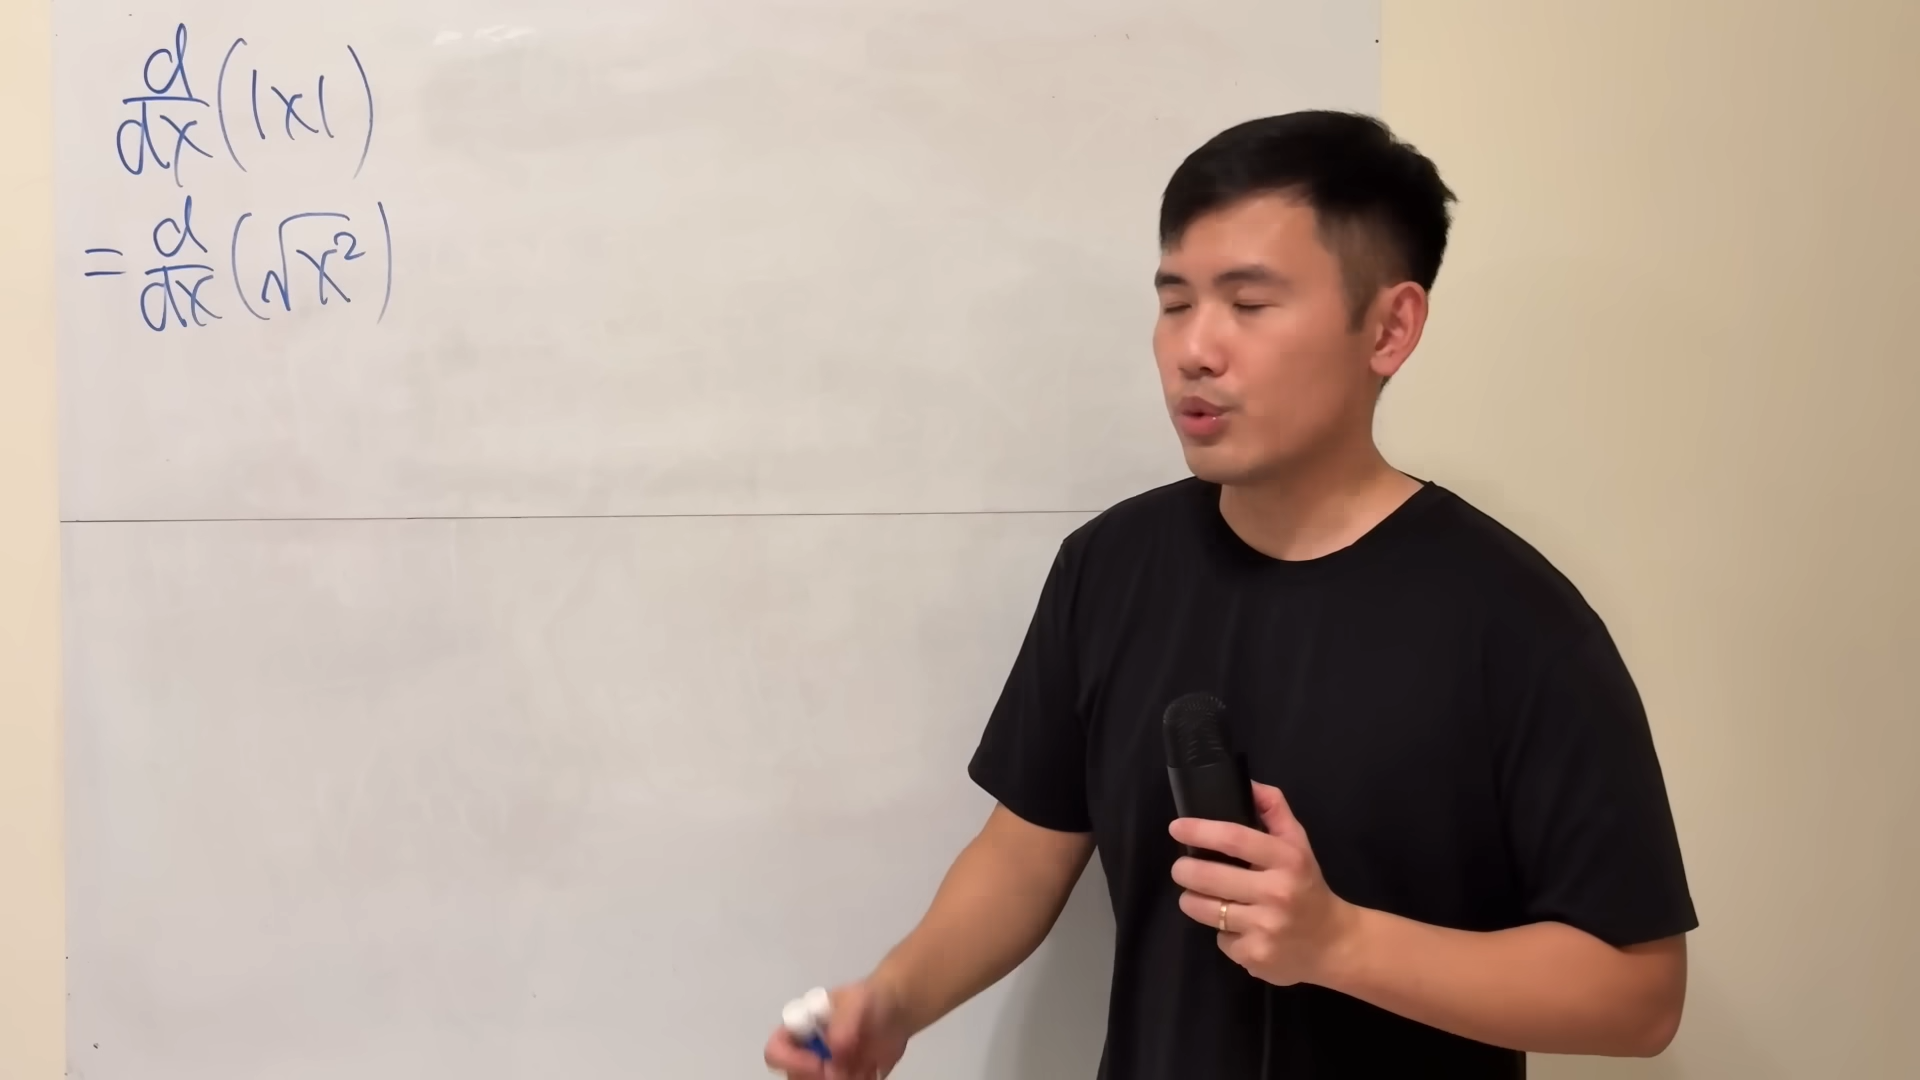 d/dx (|x|)
= d/dx (√x²)